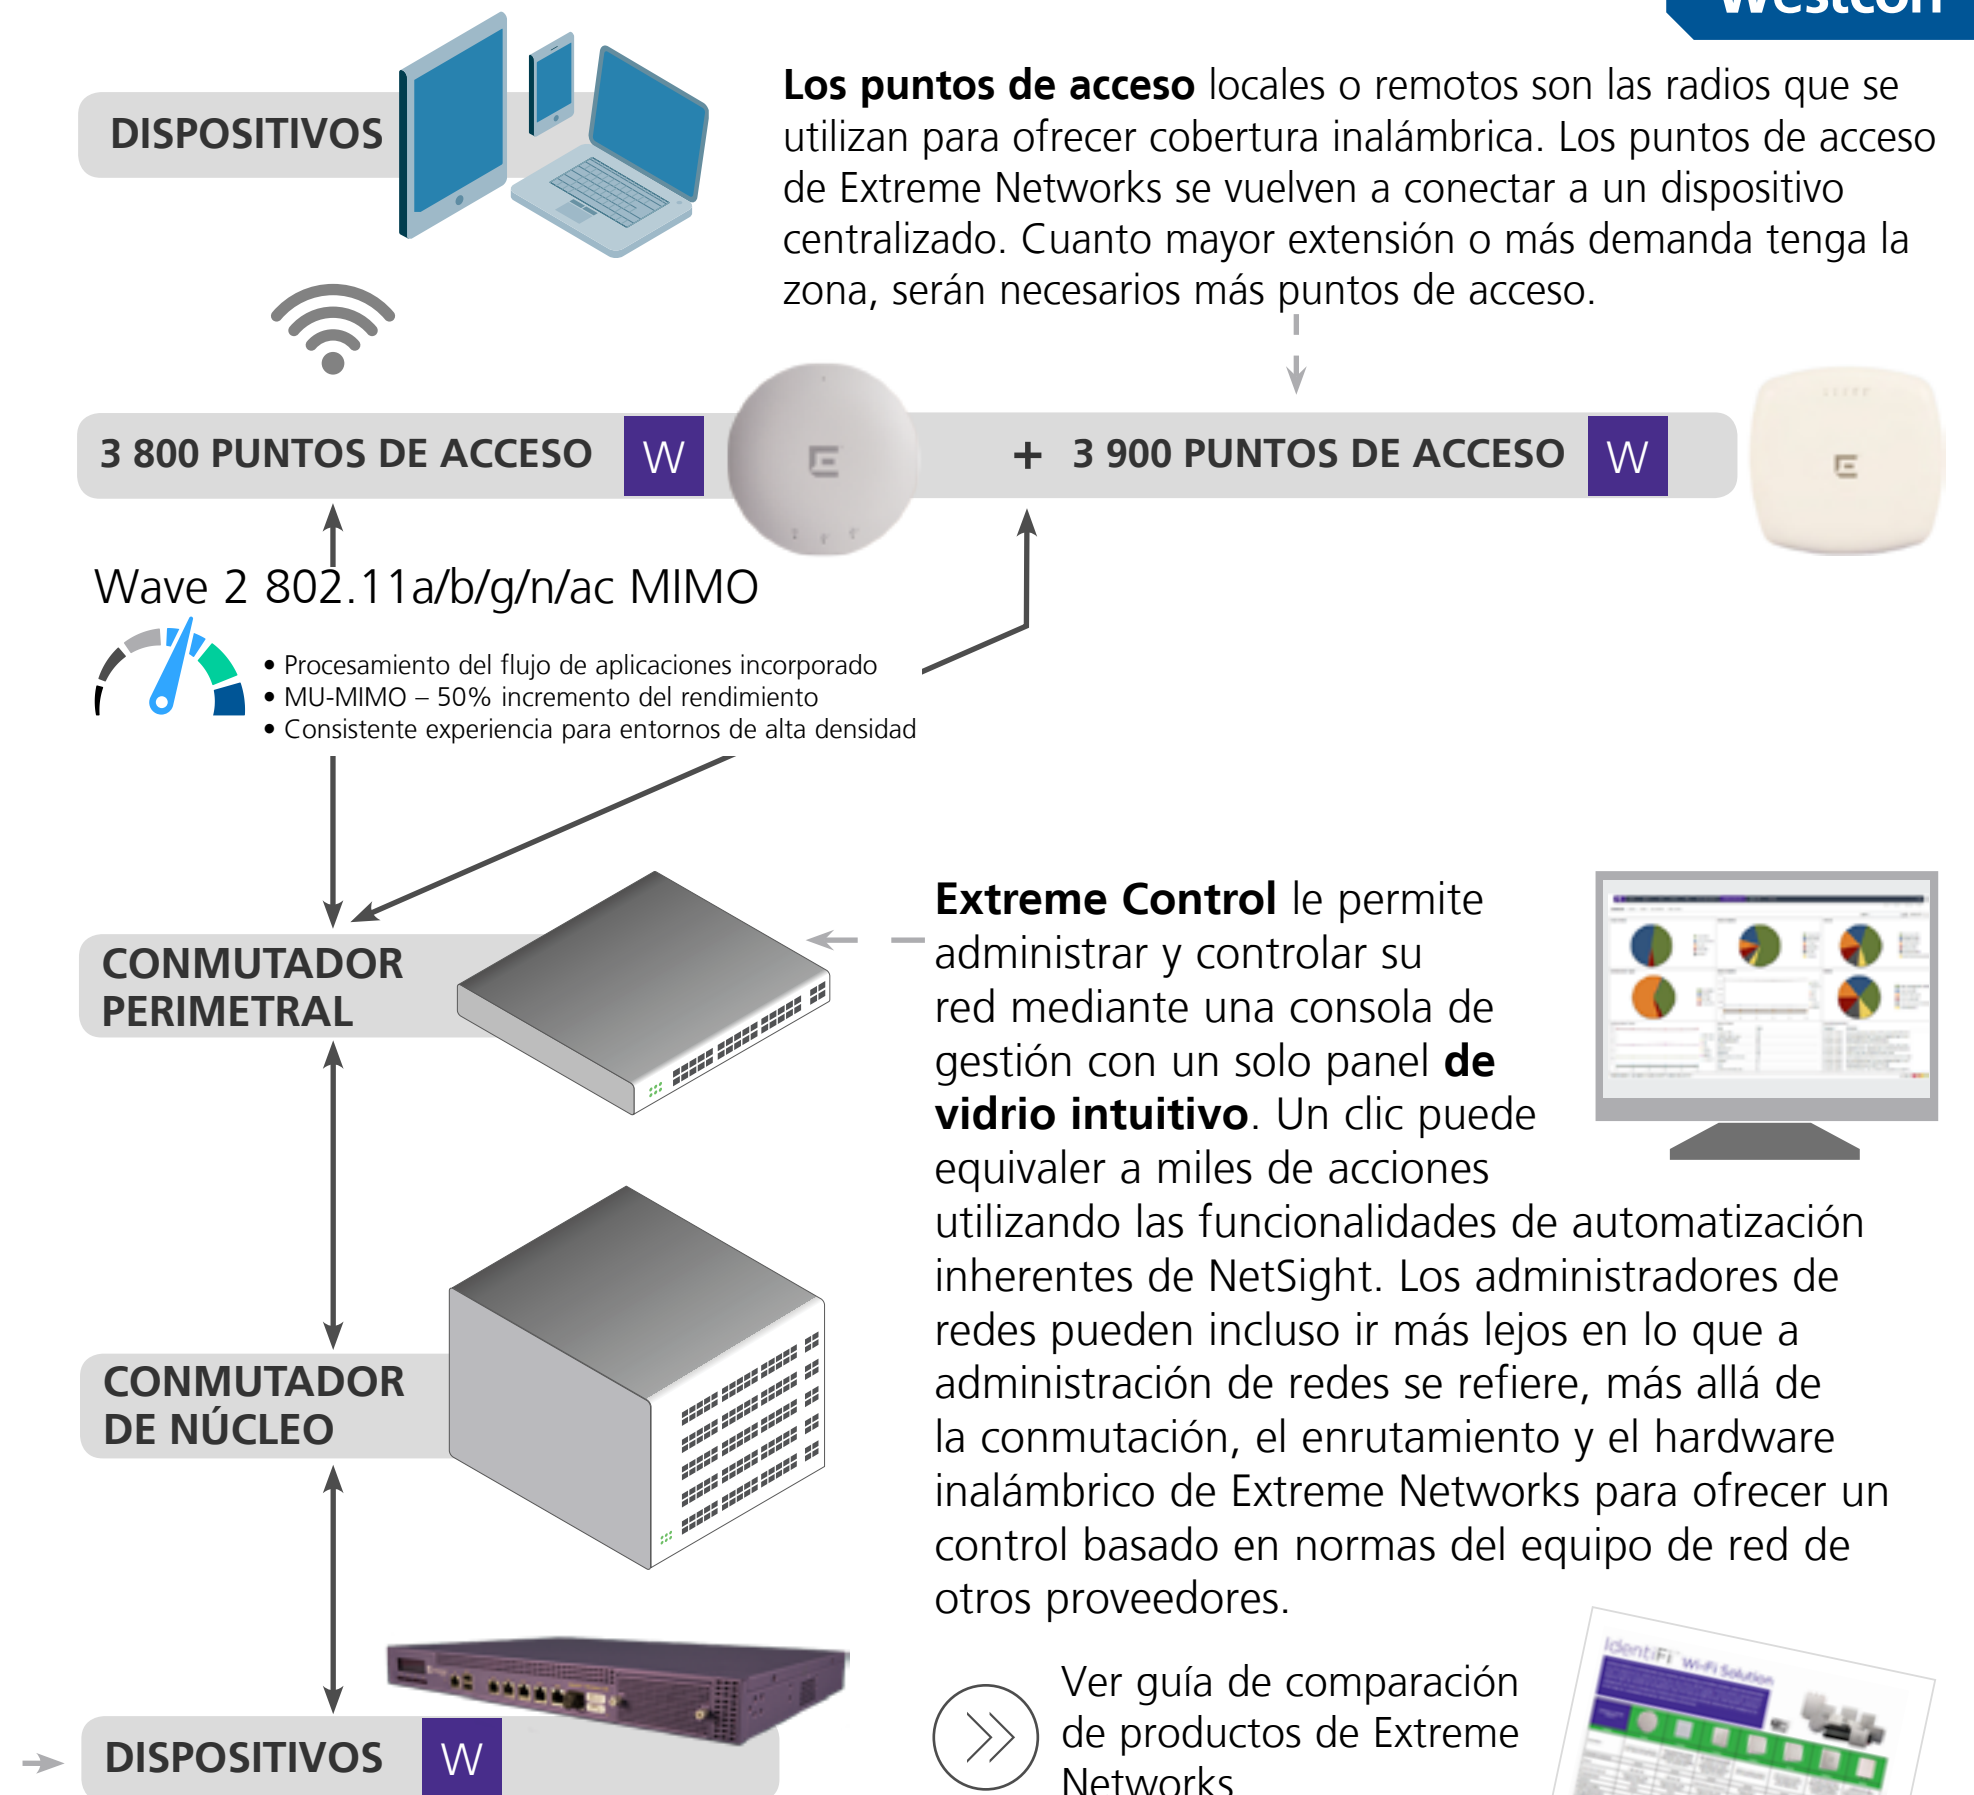 Westcon
DISPOSITIVOS
Los puntos de acceso locales o remotos son las radios que se
utilizan para ofrecer cobertura inalámbrica. Los puntos de acceso
de Extreme Networks se vuelven a conectar a un dispositivo
centralizado. Cuanto mayor extensión o más demanda tenga la
zona, serán necesarios más puntos de acceso.
3 800 PUNTOS DE ACCESO W + 3 900 PUNTOS DE ACCESO W
Wave 2 802.11a/b/g/n/ac MIMO
• Procesamiento del flujo de aplicaciones incorporado
• MU-MIMO – 50% incremento del rendimiento
• Consistente experiencia para entornos de alta densidad
CONMUTADOR
PERIMETRAL
Extreme Control le permite
administrar y controlar su
red mediante una consola de
gestión con un solo panel de
vidrio intuitivo. Un clic puede
equivaler a miles de acciones
utilizando las funcionalidades de automatización
inherentes de NetSight. Los administradores de
redes pueden incluso ir más lejos en lo que a
administración de redes se refiere, más allá de
la conmutación, el enrutamiento y el hardware
inalámbrico de Extreme Networks para ofrecer un
control basado en normas del equipo de red de
otros proveedores.
CONMUTADOR
DE NÚCLEO
DISPOSITIVOS W
Ver guía de comparación
de productos de Extreme
Networks
IdentiFi Wi-Fi Solution